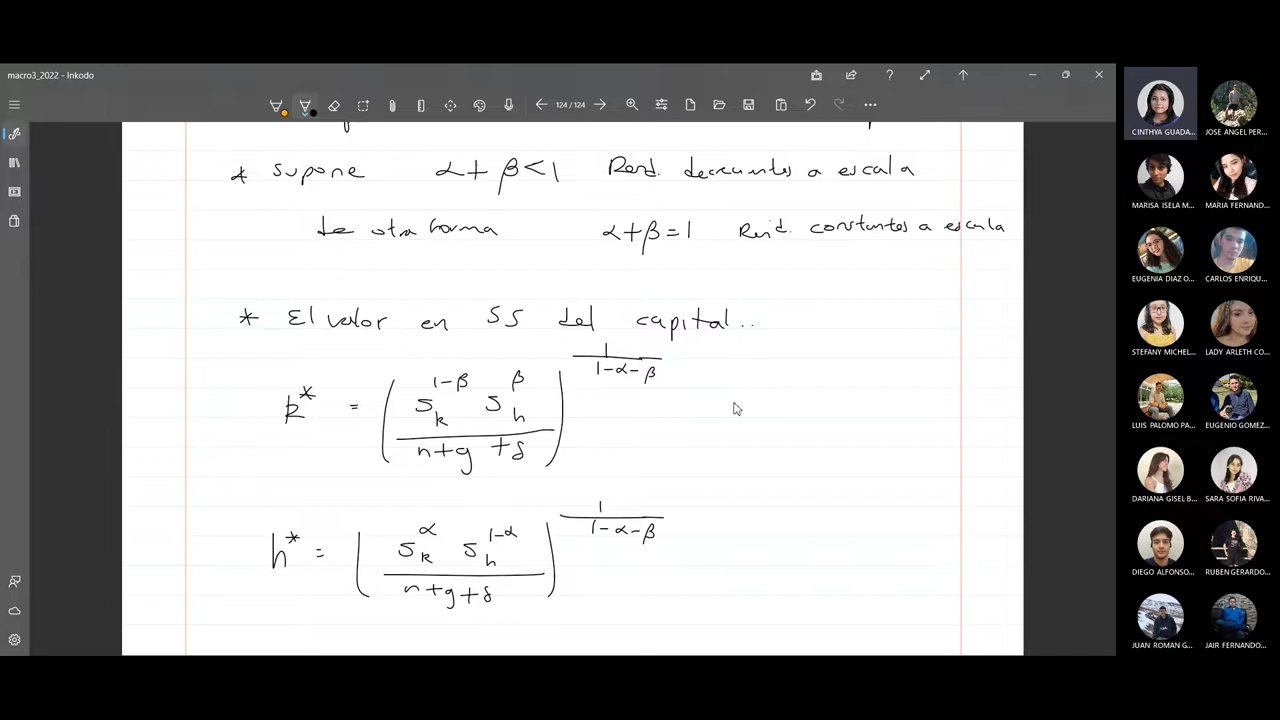 macro3_2022 - Inkodo
124 / 124
* Supone α + β < 1 Rend. decrecientes a escala
De otra forma α + β = 1 Rend. constantes a escala
* El valor en SS del capital..
k* = ( s_k^{1-β} s_h^{β} / n+g+δ )^{1/(1-α-β)}
h* = ( s_k^{α} s_h^{1-α} / n+g+δ )^{1/(1-α-β)}
CINTHYA GUADA...
JOSE ANGEL PER...
MARISA ISELA M...
MARIA FERNAND...
EUGENIA DIAZ O...
CARLOS ENRIQU...
STEFANY MICHEL...
LADY ARLETH CO...
LUIS PALOMO PA...
EUGENIO GOMEZ...
DARIANA GISEL B...
SARA SOFIA RIVA...
DIEGO ALFONSO...
RUBEN GERARDO...
JUAN ROMAN G...
JAIR FERNANDO...